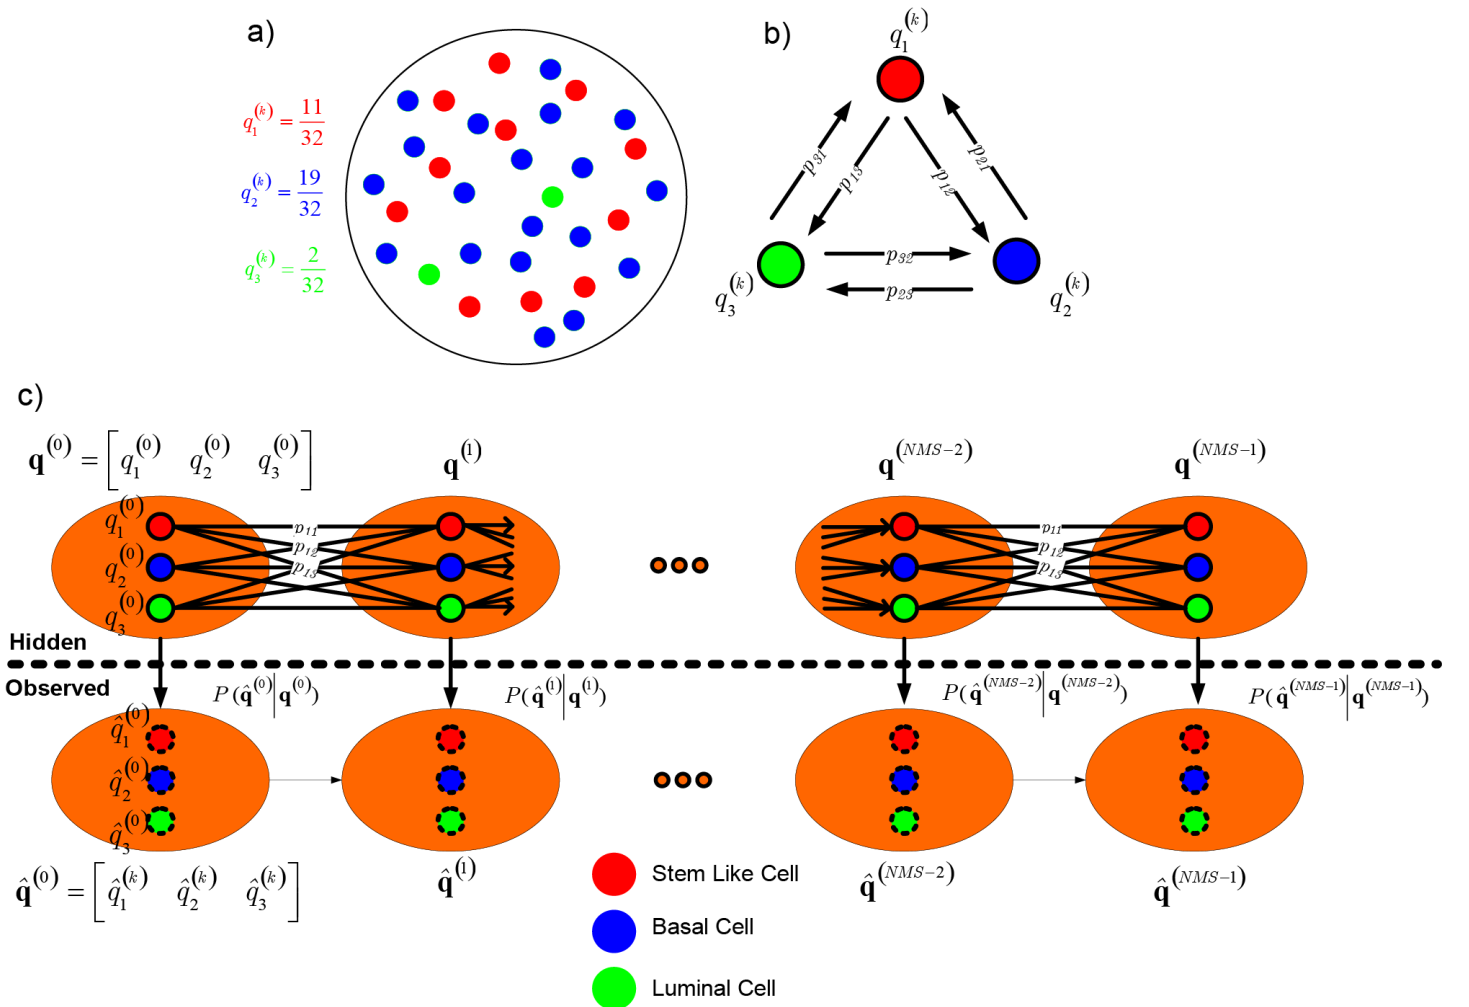 a)
q₁⁽ᵏ⁾ = 11/32
q₂⁽ᵏ⁾ = 19/32
q₃⁽ᵏ⁾ = 2/32
b)
q₁⁽ᵏ⁾
p₃₁
p₁₃
p₁₂
p₂₁
p₃₂
p₂₃
q₃⁽ᵏ⁾
q₂⁽ᵏ⁾
c)
q⁽⁰⁾ = [q₁⁽⁰⁾ q₂⁽⁰⁾ q₃⁽⁰⁾]
q⁽¹⁾
q⁽ᴺᴹˢ⁻²⁾
q⁽ᴺᴹˢ⁻¹⁾
q₁⁽⁰⁾
q₂⁽⁰⁾
q₃⁽⁰⁾
p₁₁
p₁₂
p₁₃
p₁₁
p₁₂
p₁₃
Hidden
Observed
P(q̂⁽⁰⁾|q⁽⁰⁾)
P(q̂⁽¹⁾|q⁽¹⁾)
P(q̂⁽ᴺᴹˢ⁻²⁾|q⁽ᴺᴹˢ⁻²⁾)
P(q̂⁽ᴺᴹˢ⁻¹⁾|q⁽ᴺᴹˢ⁻¹⁾)
q̂₁⁽⁰⁾
q̂₂⁽⁰⁾
q̂₃⁽⁰⁾
q̂⁽⁰⁾ = [q̂₁⁽ᵏ⁾ q̂₂⁽ᵏ⁾ q̂₃⁽ᵏ⁾]
q̂⁽¹⁾
q̂⁽ᴺᴹˢ⁻²⁾
q̂⁽ᴺᴹˢ⁻¹⁾
Stem Like Cell
Basal Cell
Luminal Cell